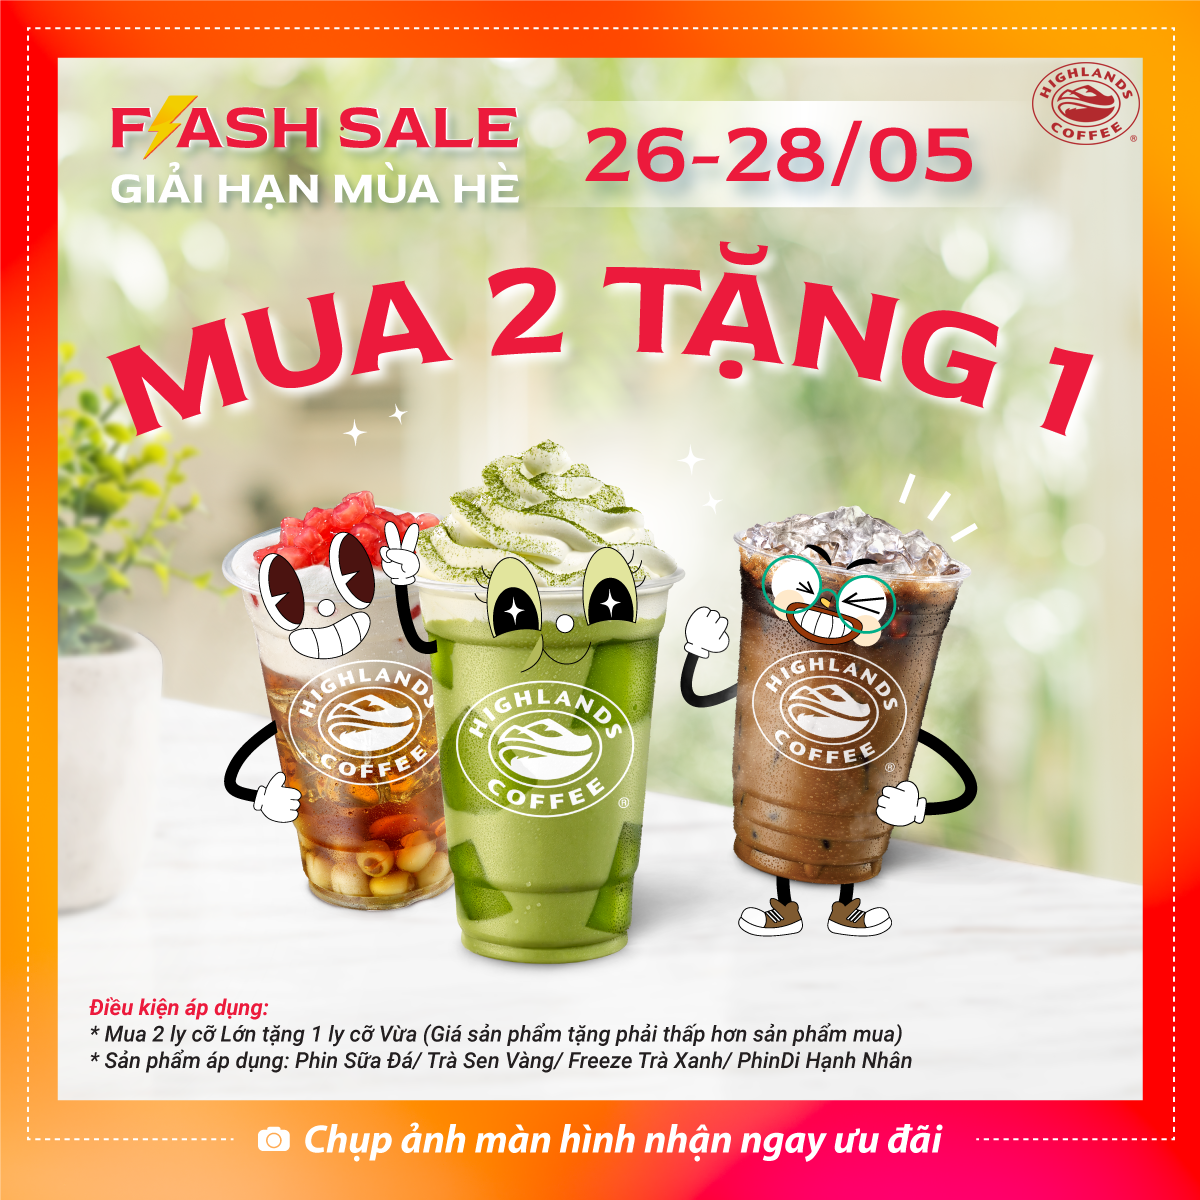 FLASH SALE
GIẢI HẠN MÙA HÈ
26-28/05
HIGHLANDS
COFFEE
®
MUA 2 TẶNG 1
HIGHLANDS
COFFEE
HIGHLANDS
COFFEE
®
HIGHLANDS
COFFEE
®
Điều kiện áp dụng:
* Mua 2 ly cỡ Lớn tặng 1 ly cỡ Vừa (Giá sản phẩm tặng phải thấp hơn sản phẩm mua)
* Sản phẩm áp dụng: Phin Sữa Đá/ Trà Sen Vàng/ Freeze Trà Xanh/ PhinDi Hạnh Nhân
Chụp ảnh màn hình nhận ngay ưu đãi